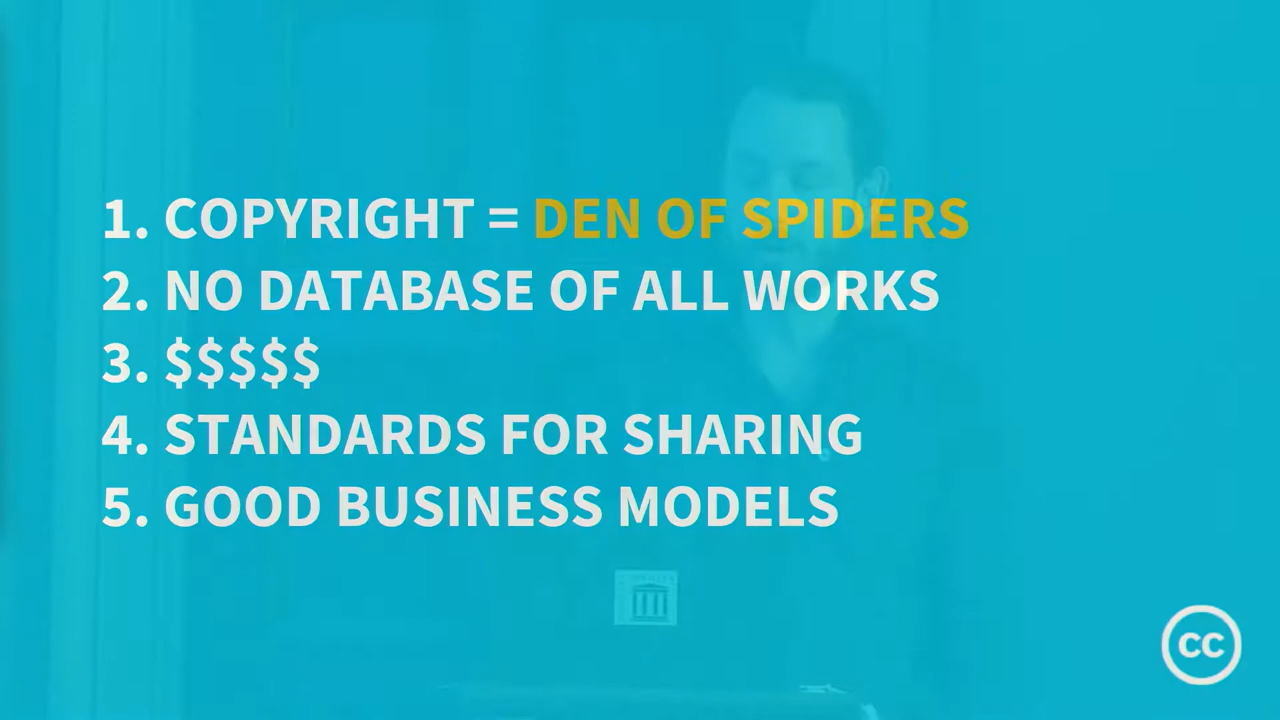 1. COPYRIGHT = DEN OF SPIDERS
2. NO DATABASE OF ALL WORKS
3. $$$$$
4. STANDARDS FOR SHARING
5. GOOD BUSINESS MODELS
CC